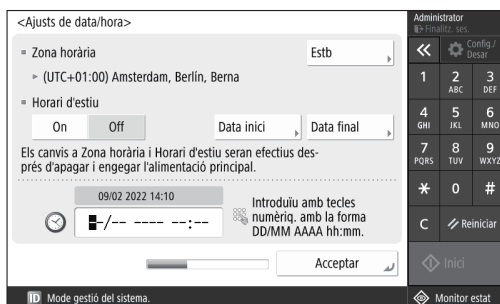 <Ajusts de data/hora>
Zona horària
Estb
(UTC+01:00) Amsterdam, Berlín, Berna
Horari d'estiu
On Off Data inici Data final
Els canvis a Zona horària i Horari d'estiu seran efectius des-
prés d'apagar i engegar l'alimentació principal.
09/02 2022 14:10
-/-- ---- --:--
Introduïu amb tecles
numèriq. amb la forma
DD/MM AAAA hh:mm.
Acceptar
ID Mode gestió del sistema.
Administrator
Finalitz. ses.
Config./
Desar
1 2 3
ABC DEF
4 5 6
GHI JKL MNO
7 8 9
PQRS TUV WXYZ
* 0 #
C Reiniciar
Inici
Monitor estat